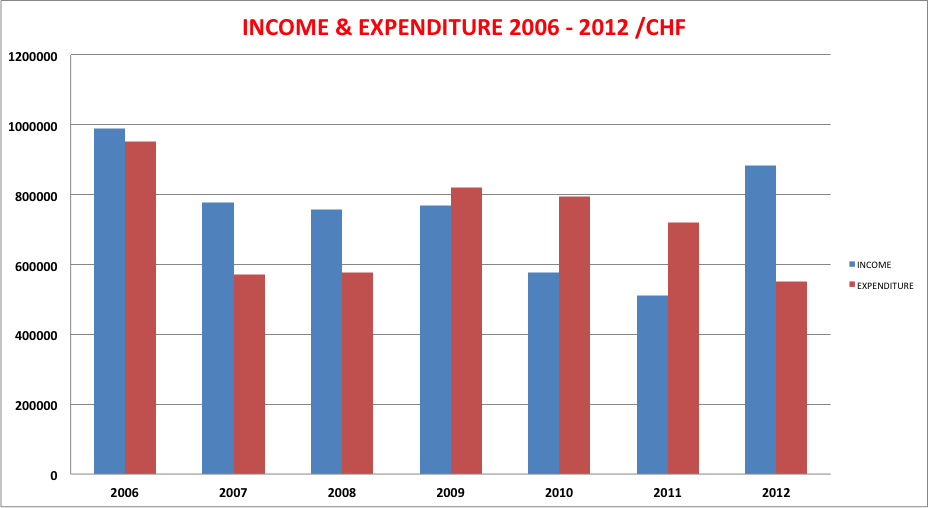 INCOME & EXPENDITURE 2006 - 2012 /CHF
1200000
1000000
800000
600000
400000
200000
0
2006 2007 2008 2009 2010 2011 2012
INCOME
EXPENDITURE